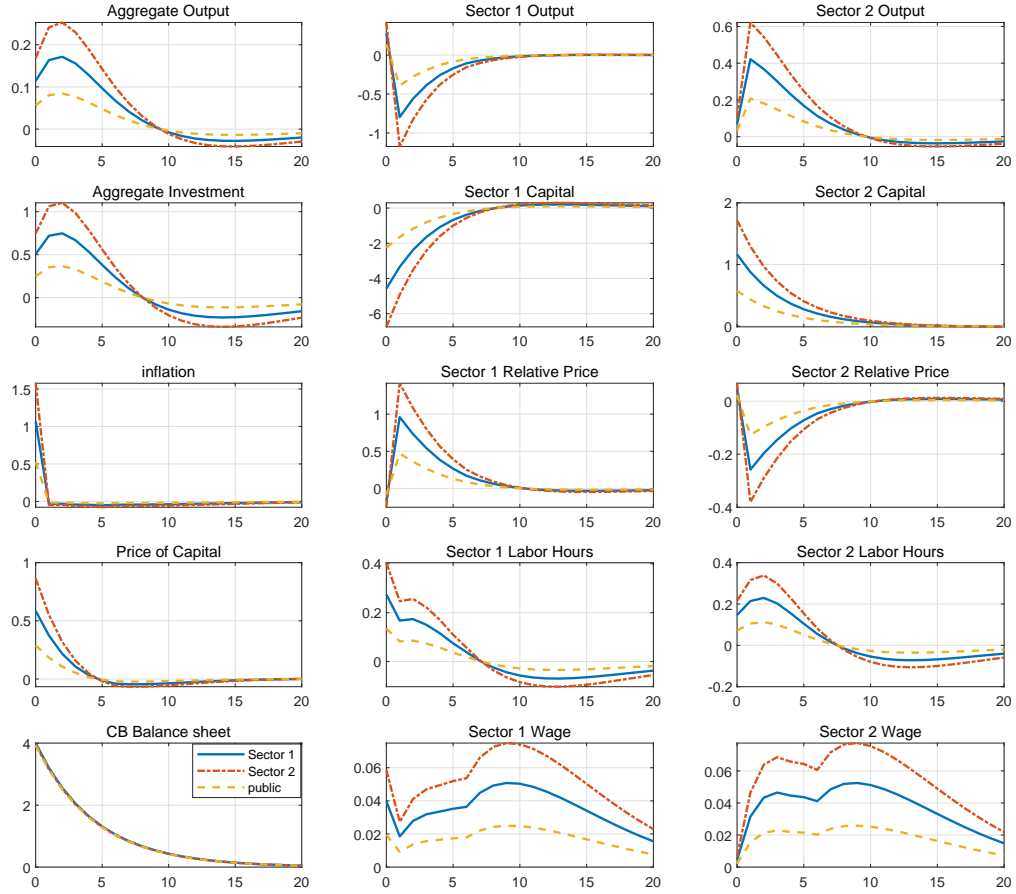 Aggregate Output
0.2
0.1
0
0 5 10 15 20
Sector 1 Output
0
-0.5
-1
0 5 10 15 20
Sector 2 Output
0.6
0.4
0.2
0
0 5 10 15 20
Aggregate Investment
1
0.5
0
0 5 10 15 20
Sector 1 Capital
0
-2
-4
-6
0 5 10 15 20
Sector 2 Capital
2
1
0
0 5 10 15 20
inflation
1.5
1
0.5
0
0 5 10 15 20
Sector 1 Relative Price
1
0.5
0
0 5 10 15 20
Sector 2 Relative Price
0
-0.2
-0.4
0 5 10 15 20
Price of Capital
1
0.5
0
0 5 10 15 20
Sector 1 Labor Hours
0.4
0.2
0
0 5 10 15 20
Sector 2 Labor Hours
0.4
0.2
0
-0.2
0 5 10 15 20
CB Balance sheet
4
2
0
0 5 10 15 20
Sector 1
Sector 2
public
Sector 1 Wage
0.06
0.04
0.02
0
0 5 10 15 20
Sector 2 Wage
0.06
0.04
0.02
0
0 5 10 15 20